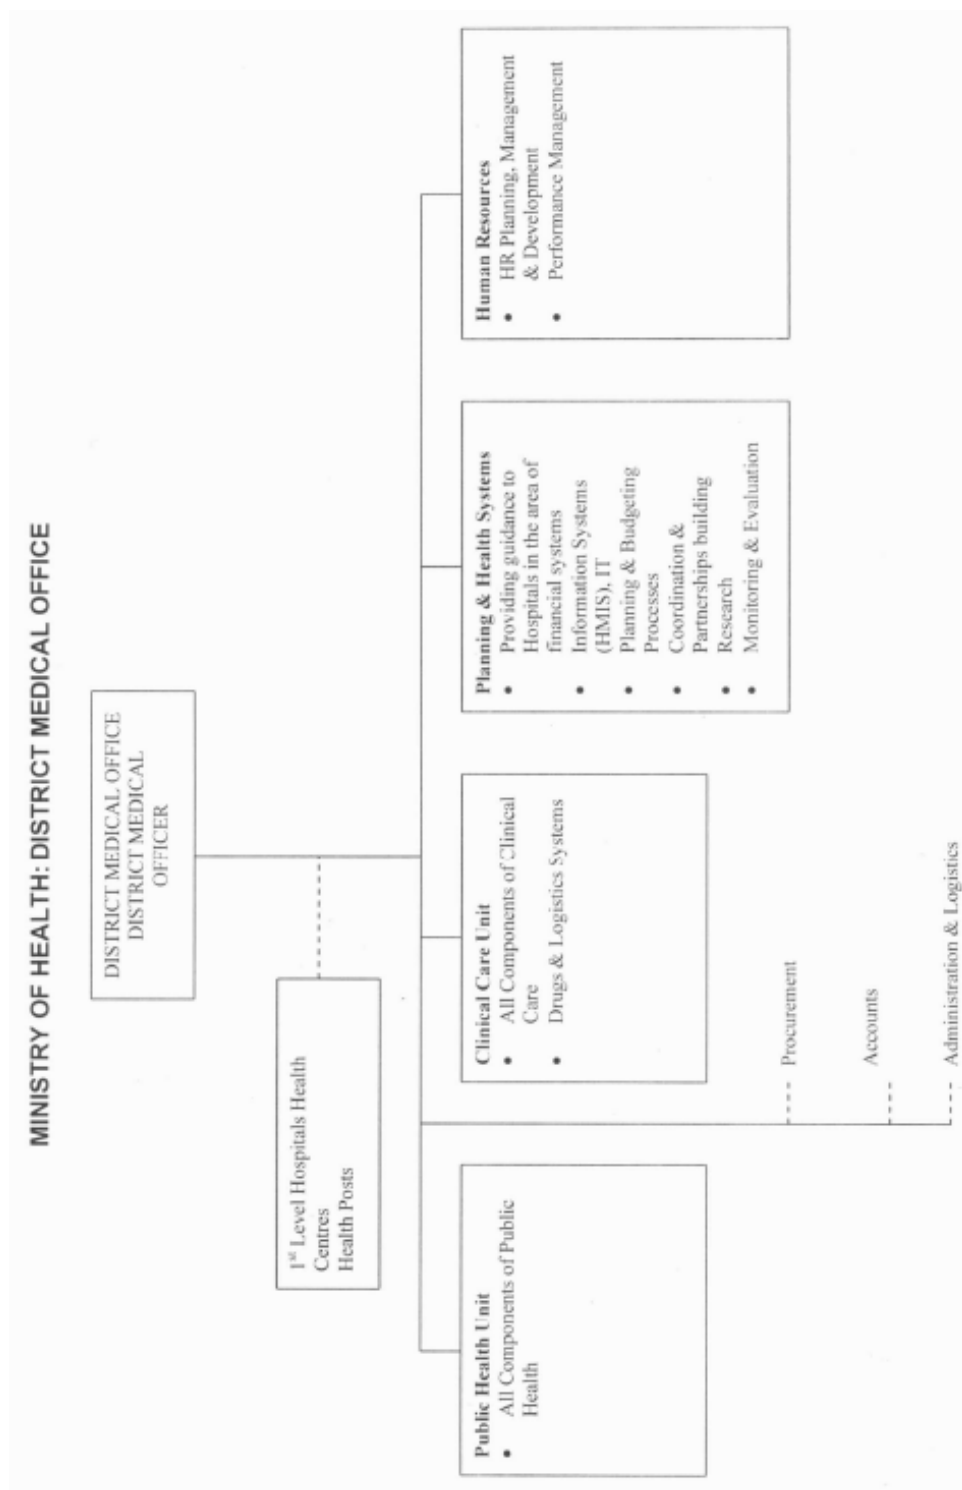 MINISTRY OF HEALTH: DISTRICT MEDICAL OFFICE
DISTRICT MEDICAL OFFICE
DISTRICT MEDICAL
OFFICER
1st Level Hospitals Health
Centres
Health Posts
Public Health Unit
• All Components of Public
Health
Clinical Care Unit
• All Components of Clinical
Care
• Drugs & Logistics Systems
Planning & Health Systems
• Providing guidance to
Hospitals in the area of
financial systems
• Information Systems
(HMIS), IT
• Planning & Budgeting
Processes
• Coordination &
Partnerships building
• Research
• Monitoring & Evaluation
Human Resources
• HR Planning, Management
& Development
• Performance Management
Procurement
Accounts
Administration & Logistics